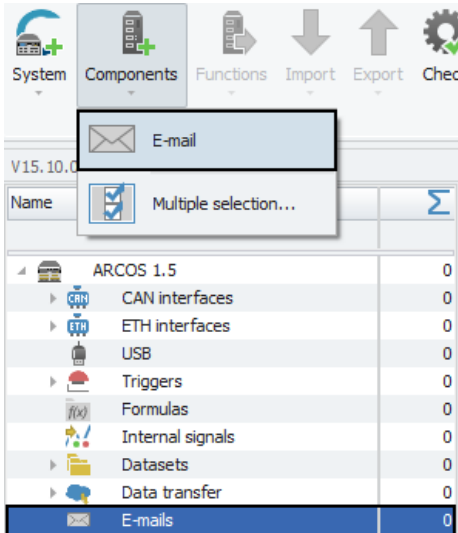 System Components Functions Import Export Chec
E-mail
V15.10.0
Multiple selection...
Name Σ
ARCOS 1.5 0
CAN interfaces 0
ETH interfaces 0
USB 0
Triggers 0
f(x) Formulas 0
Internal signals 0
Datasets 0
Data transfer 0
E-mails 0